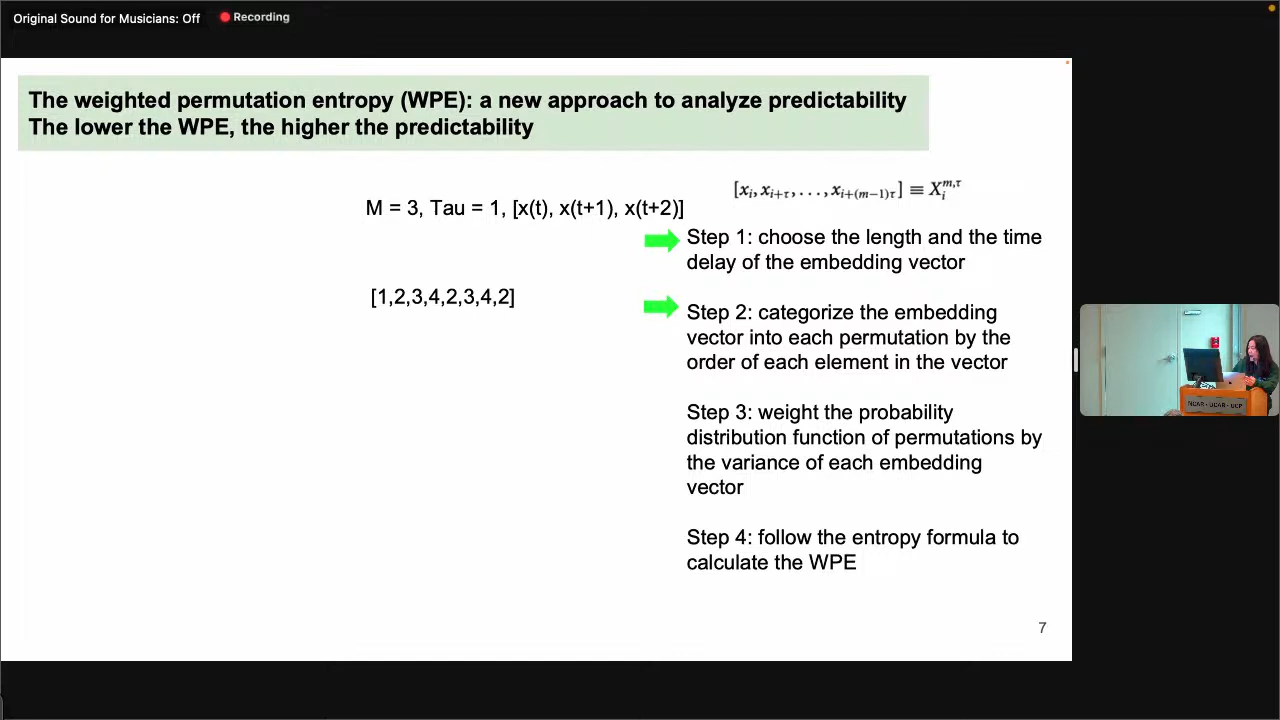 Original Sound for Musicians: Off
Recording
The weighted permutation entropy (WPE): a new approach to analyze predictability
The lower the WPE, the higher the predictability
[x_i, x_{i+τ}, . . . , x_{i+(m−1)τ}] ≡ X_i^{m,τ}
M = 3, Tau = 1, [x(t), x(t+1), x(t+2)]
Step 1: choose the length and the time
delay of the embedding vector
[1,2,3,4,2,3,4,2]
Step 2: categorize the embedding
vector into each permutation by the
order of each element in the vector
Step 3: weight the probability
distribution function of permutations by
the variance of each embedding
vector
Step 4: follow the entropy formula to
calculate the WPE
7
NCAR - UCAR - UCP